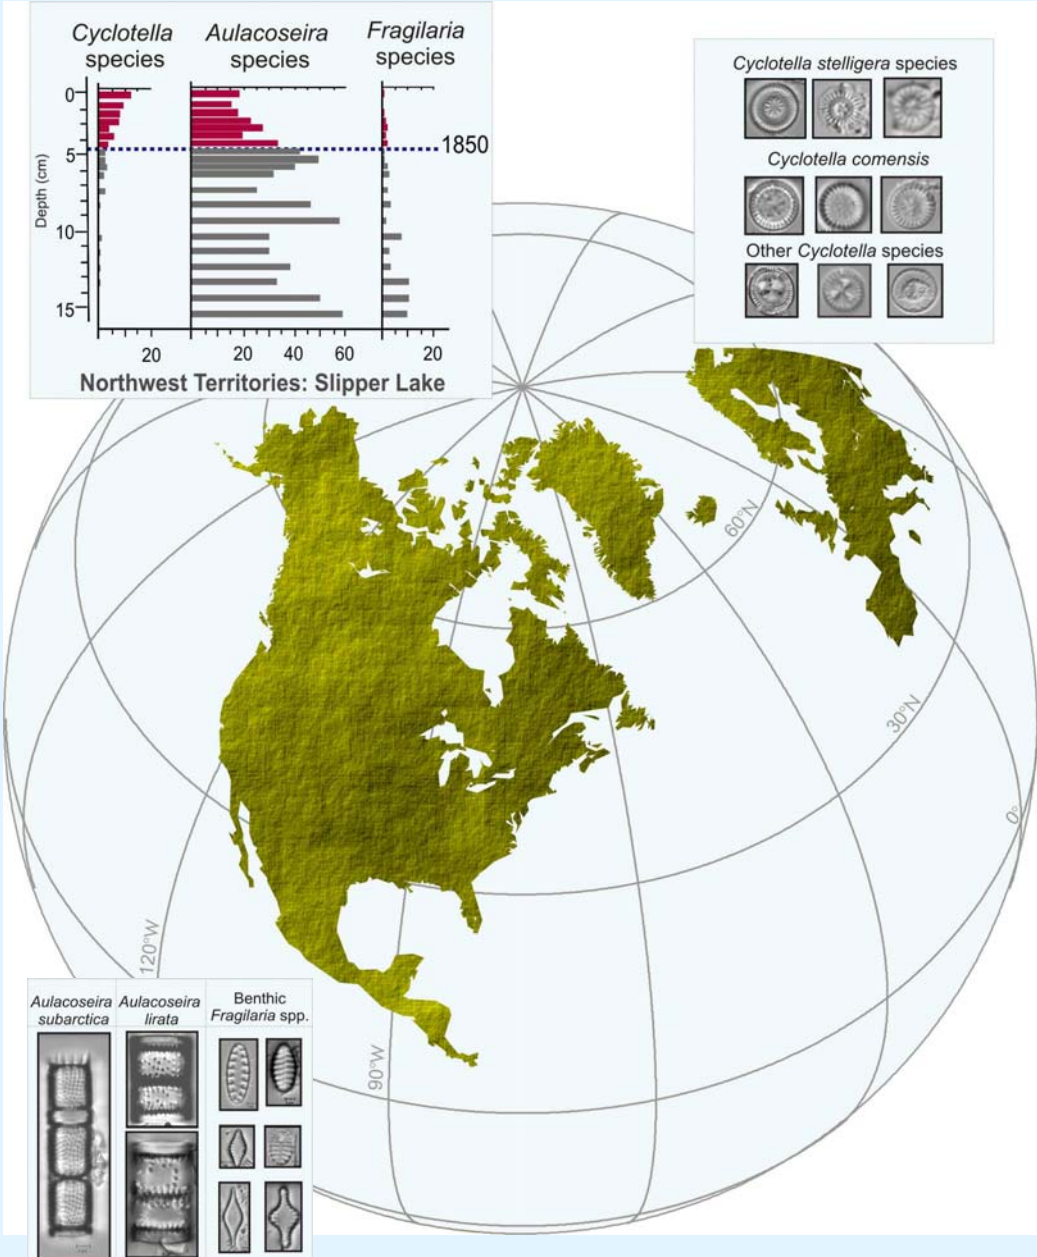 Cyclotella species
Aulacoseira species
Fragilaria species
0
5
10
15
Depth (cm)
1850
20
20
40
60
20
Northwest Territories: Slipper Lake
Cyclotella stelligera species
Cyclotella comensis
Other Cyclotella species
60°N
30°N
0°
120°W
90°W
Aulacoseira
subarctica
Aulacoseira
lirata
Benthic
Fragilaria spp.